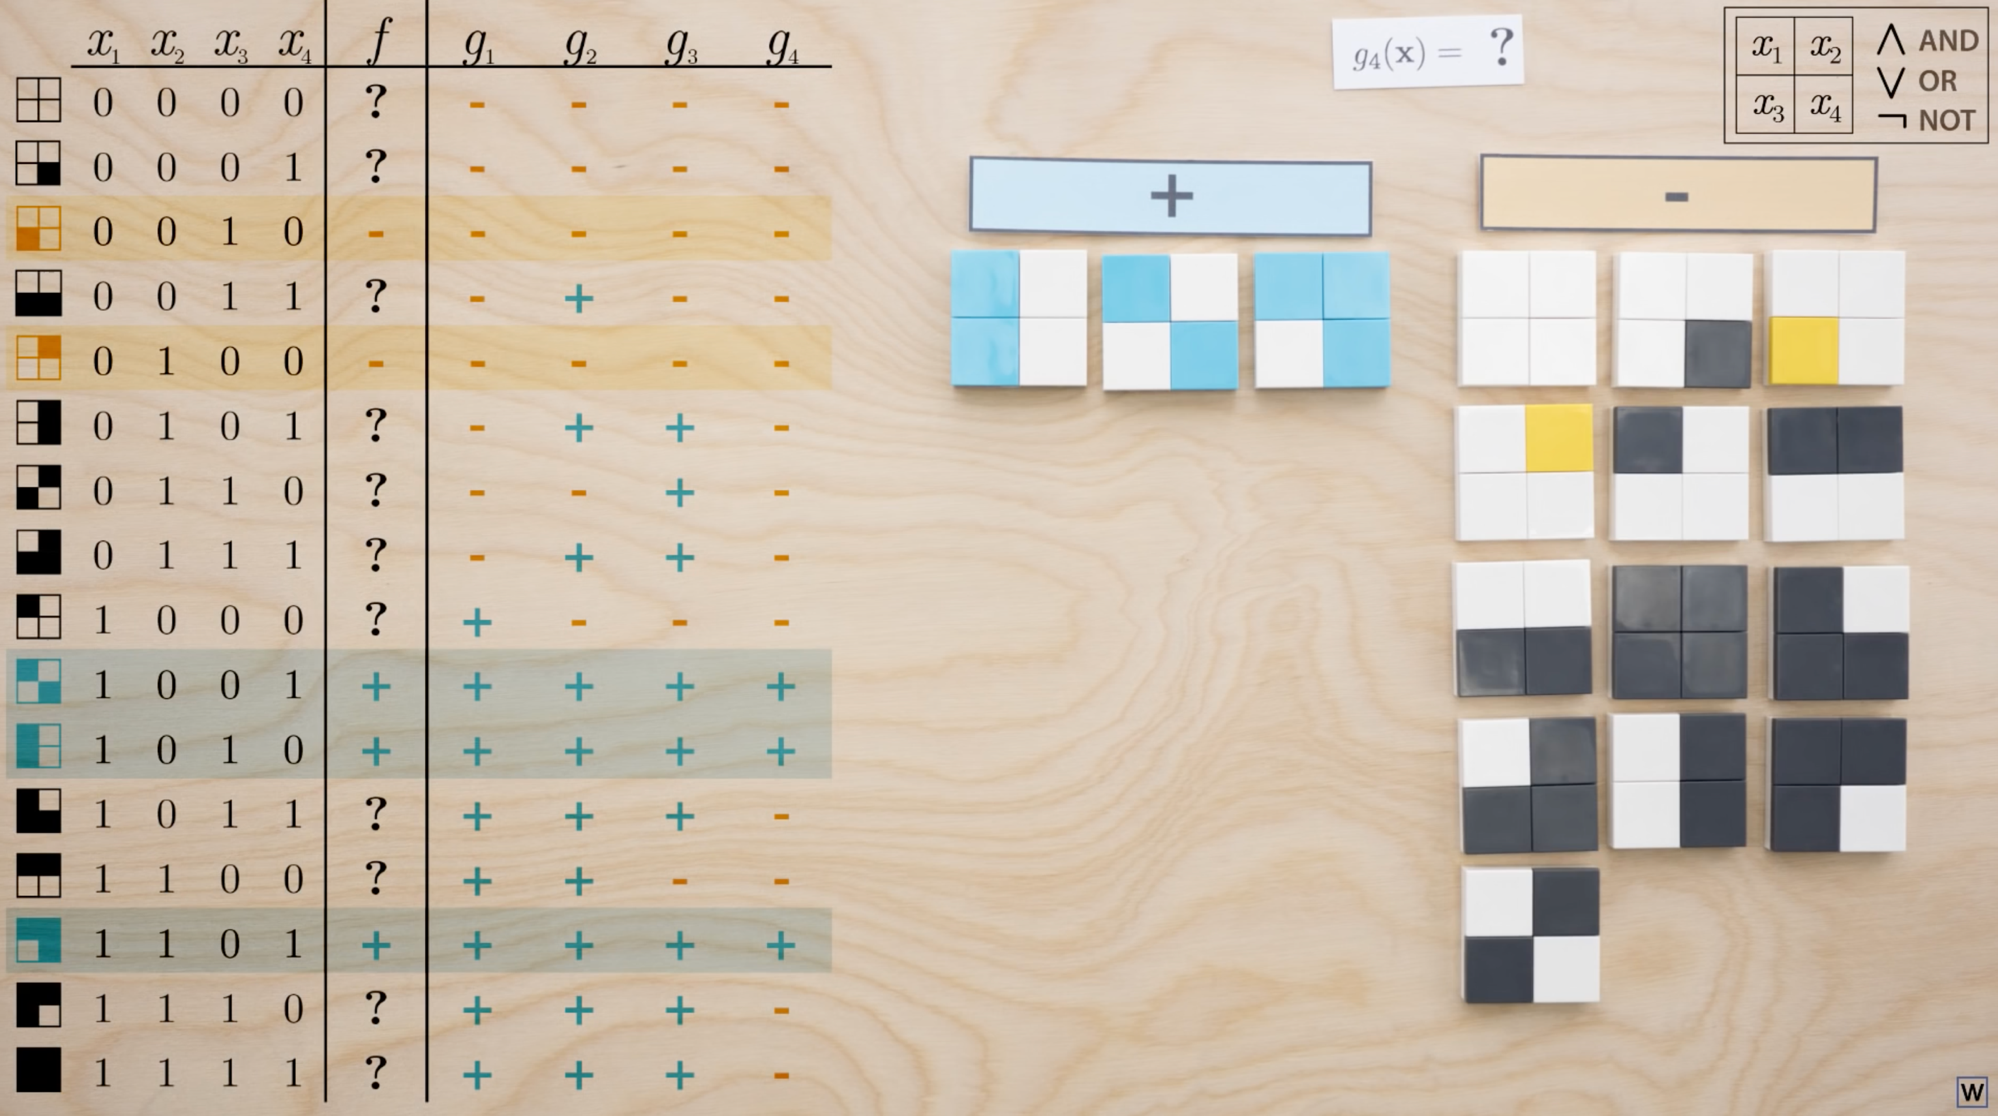 x₁ x₂ x₃ x₄ f g₁ g₂ g₃ g₄
0 0 0 0 ? - - - -
0 0 0 1 ? - - - -
0 0 1 0 - - - - -
0 0 1 1 ? - + - -
0 1 0 0 - - - - -
0 1 0 1 ? - + + -
0 1 1 0 ? - - + -
0 1 1 1 ? - + + -
1 0 0 0 ? + - - -
1 0 0 1 + + + + +
1 0 1 0 + + + + +
1 0 1 1 ? + + + -
1 1 0 0 ? + + - -
1 1 0 1 + + + + +
1 1 1 0 ? + + + -
1 1 1 1 ? + + + -
g₄(x) = ?
+
-
x₁ x₂
x₃ x₄
∧ AND
∨ OR
¬ NOT
W